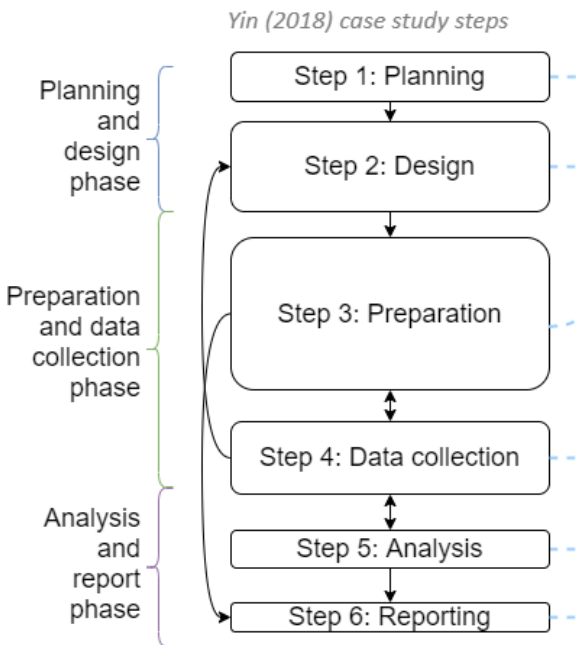 Yin (2018) case study steps
Planning
and
design
phase
Step 1: Planning
Step 2: Design
Preparation
and data
collection
phase
Step 3: Preparation
Step 4: Data collection
Analysis
and
report
phase
Step 5: Analysis
Step 6: Reporting